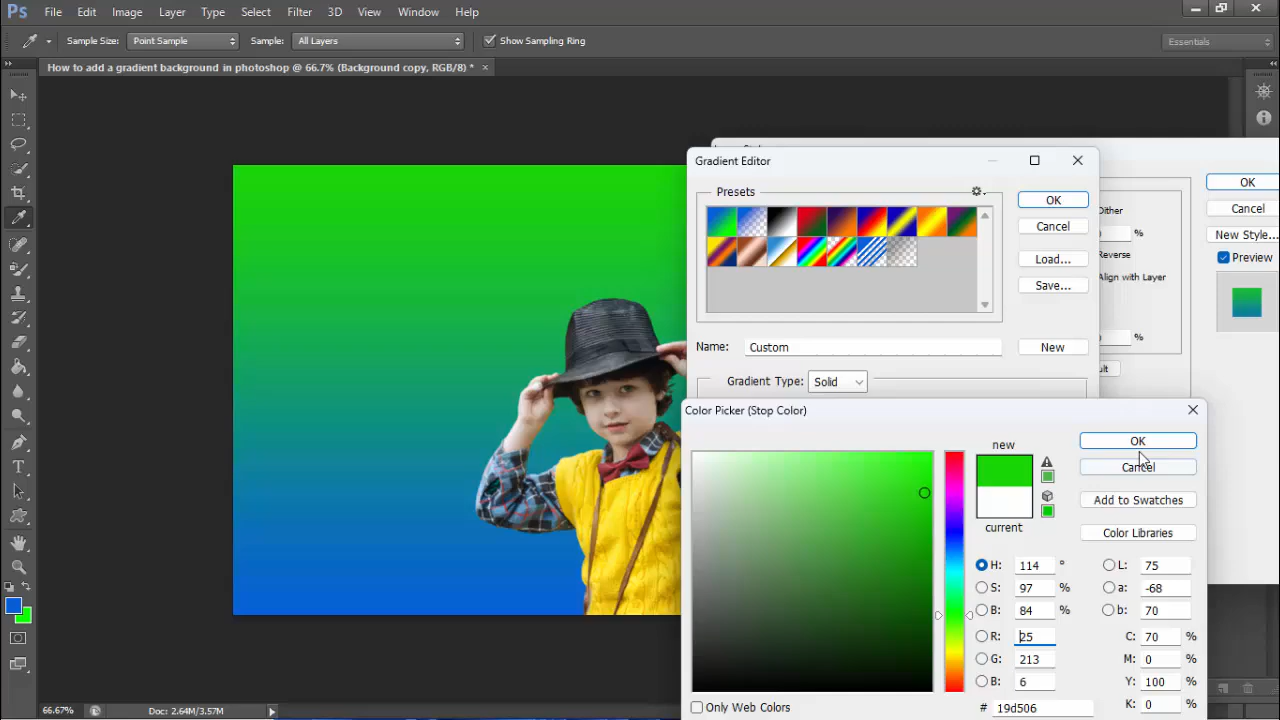 Ps File Edit Image Layer Type Select Filter 3D View Window Help
Sample Size: Point Sample Sample: All Layers Show Sampling Ring Essentials
How to add a gradient background in photoshop @ 66.7% (Background copy, RGB/8) * ×
Gradient Editor
Presets
OK
Cancel
Load...
Save...
Name: Custom New
Gradient Type: Solid
OK
Cancel
New Style...
Preview
Dither
%
Reverse
Align with Layer
%
Color Picker (Stop Color)
new
current
OK
Cancel
Add to Swatches
Color Libraries
H: 114 ° L: 75
S: 97 % a: -68
B: 84 % b: 70
R: 25 C: 70 %
G: 213 M: 0 %
B: 6 Y: 100 %
# 19d506 K: 0 %
Only Web Colors
66.67% Doc: 2.64M/3.57M
T